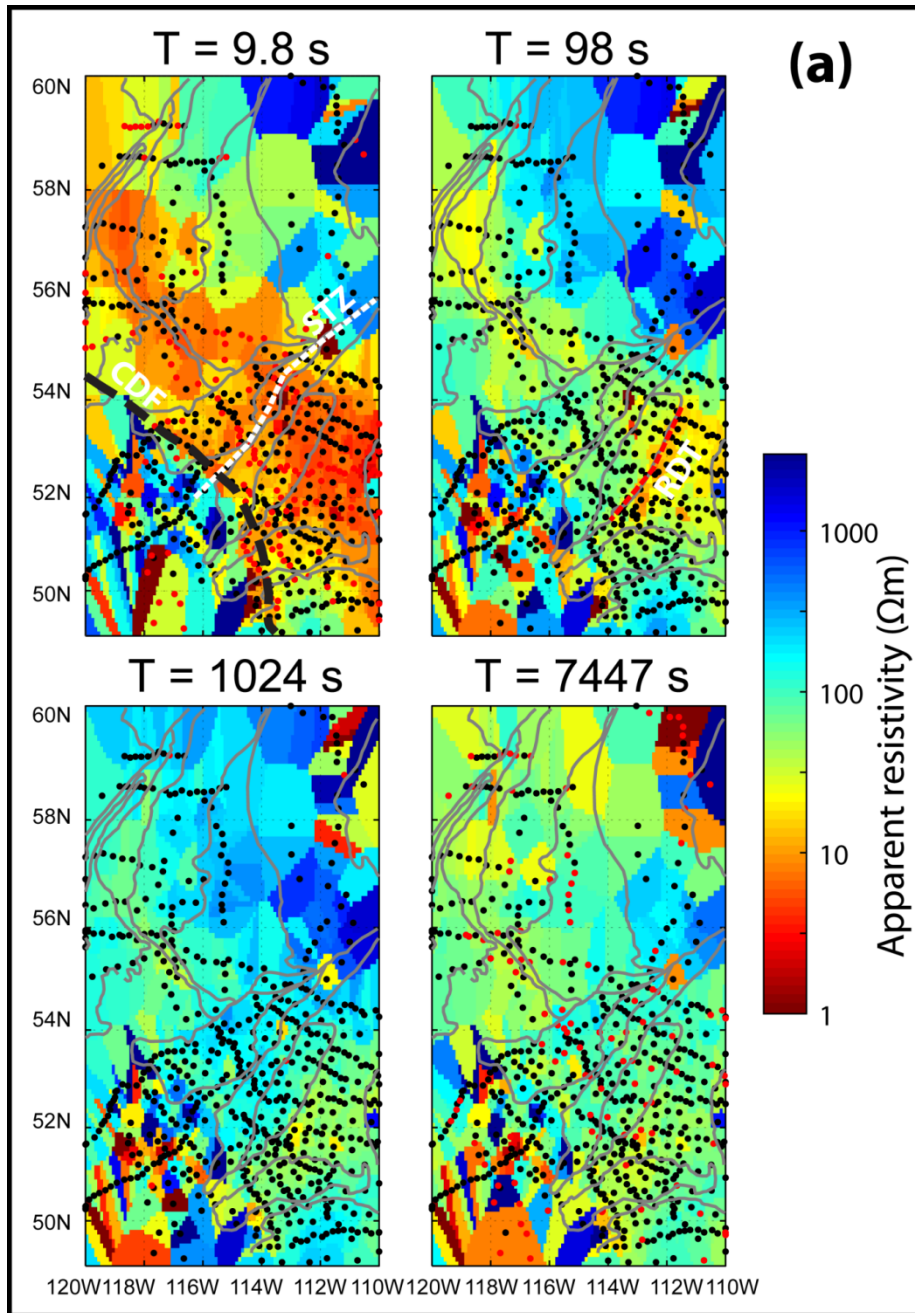 T = 9.8 s
T = 98 s
(a)
60N
58N
56N
54N
52N
50N
STZ
CDF
RDT
T = 1024 s
T = 7447 s
60N
58N
56N
54N
52N
50N
120W 118W 116W 114W 112W 110W
120W 118W 116W 114W 112W 110W
1000
100
10
1
Apparent resistivity (Ωm)